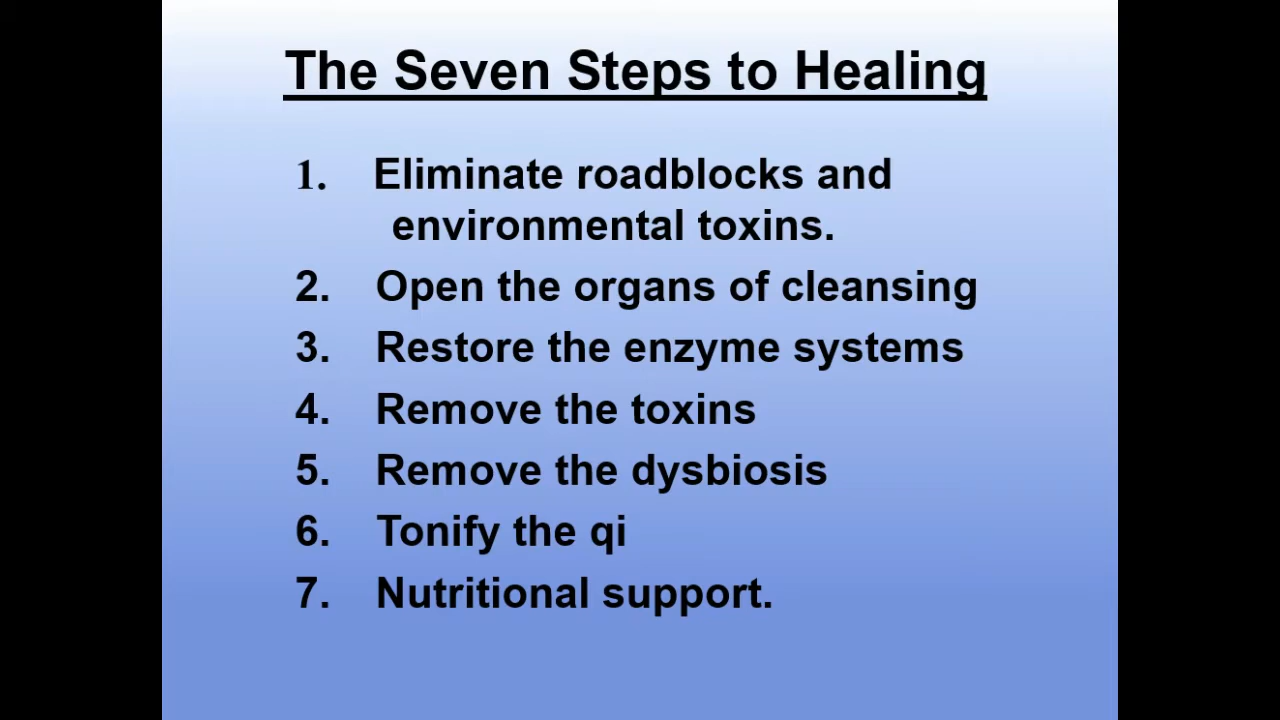 The Seven Steps to Healing
1. Eliminate roadblocks and
environmental toxins.
2. Open the organs of cleansing
3. Restore the enzyme systems
4. Remove the toxins
5. Remove the dysbiosis
6. Tonify the qi
7. Nutritional support.